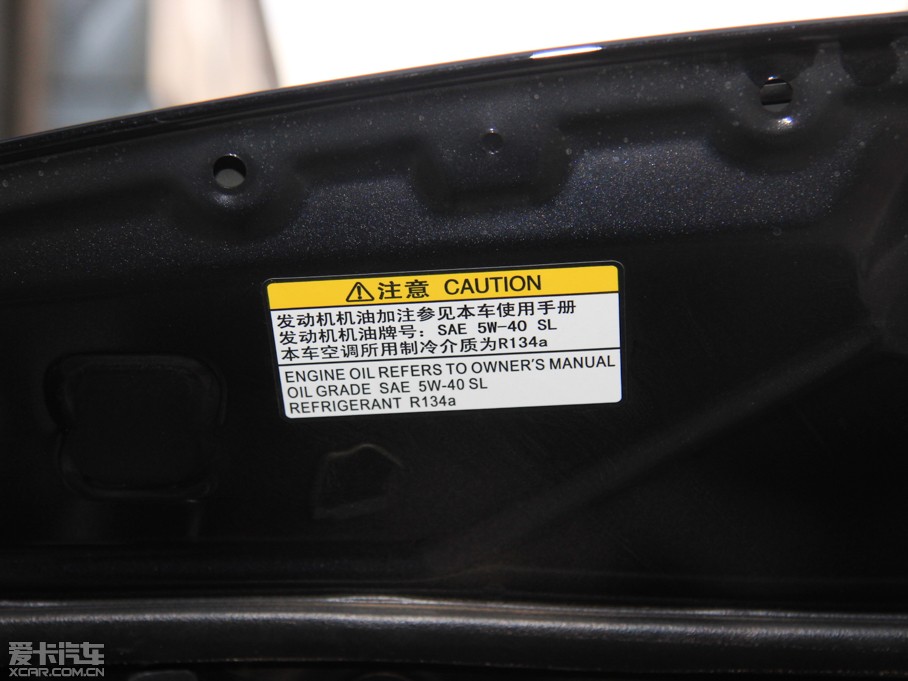 注意 CAUTION
发动机机油加注参见本车使用手册
发动机机油牌号：SAE 5W-40 SL
本车空调所用制冷介质为R134a
ENGINE OIL REFERS TO OWNER'S MANUAL
OIL GRADE SAE 5W-40 SL
REFRIGERANT R134a
爱卡汽车
XCAR.COM.CN